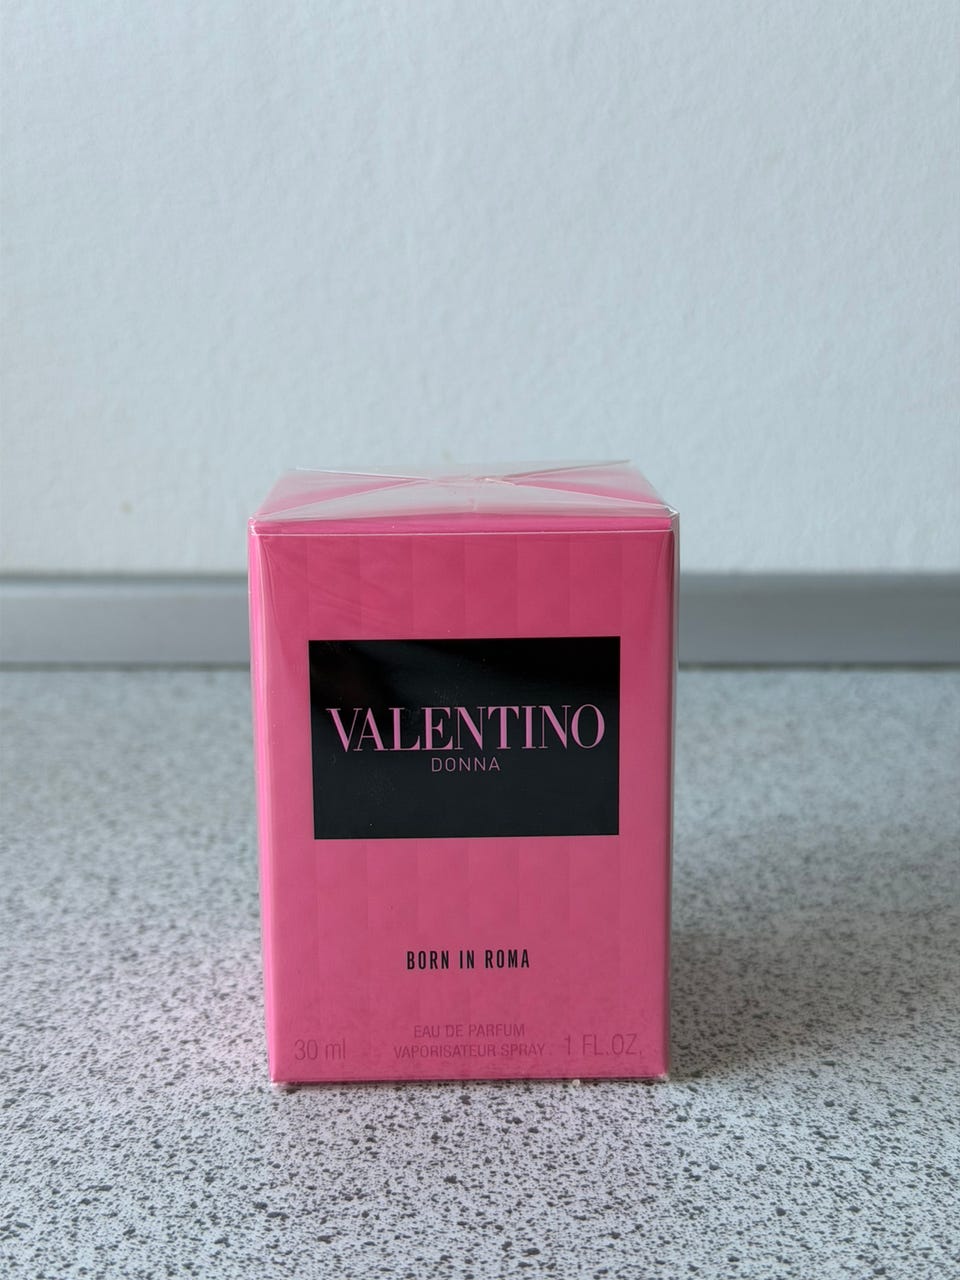 VALENTINO
DONNA
BORN IN ROMA
EAU DE PARFUM
30 ml VAPORISATEUR SPRAY 1 FL.OZ.